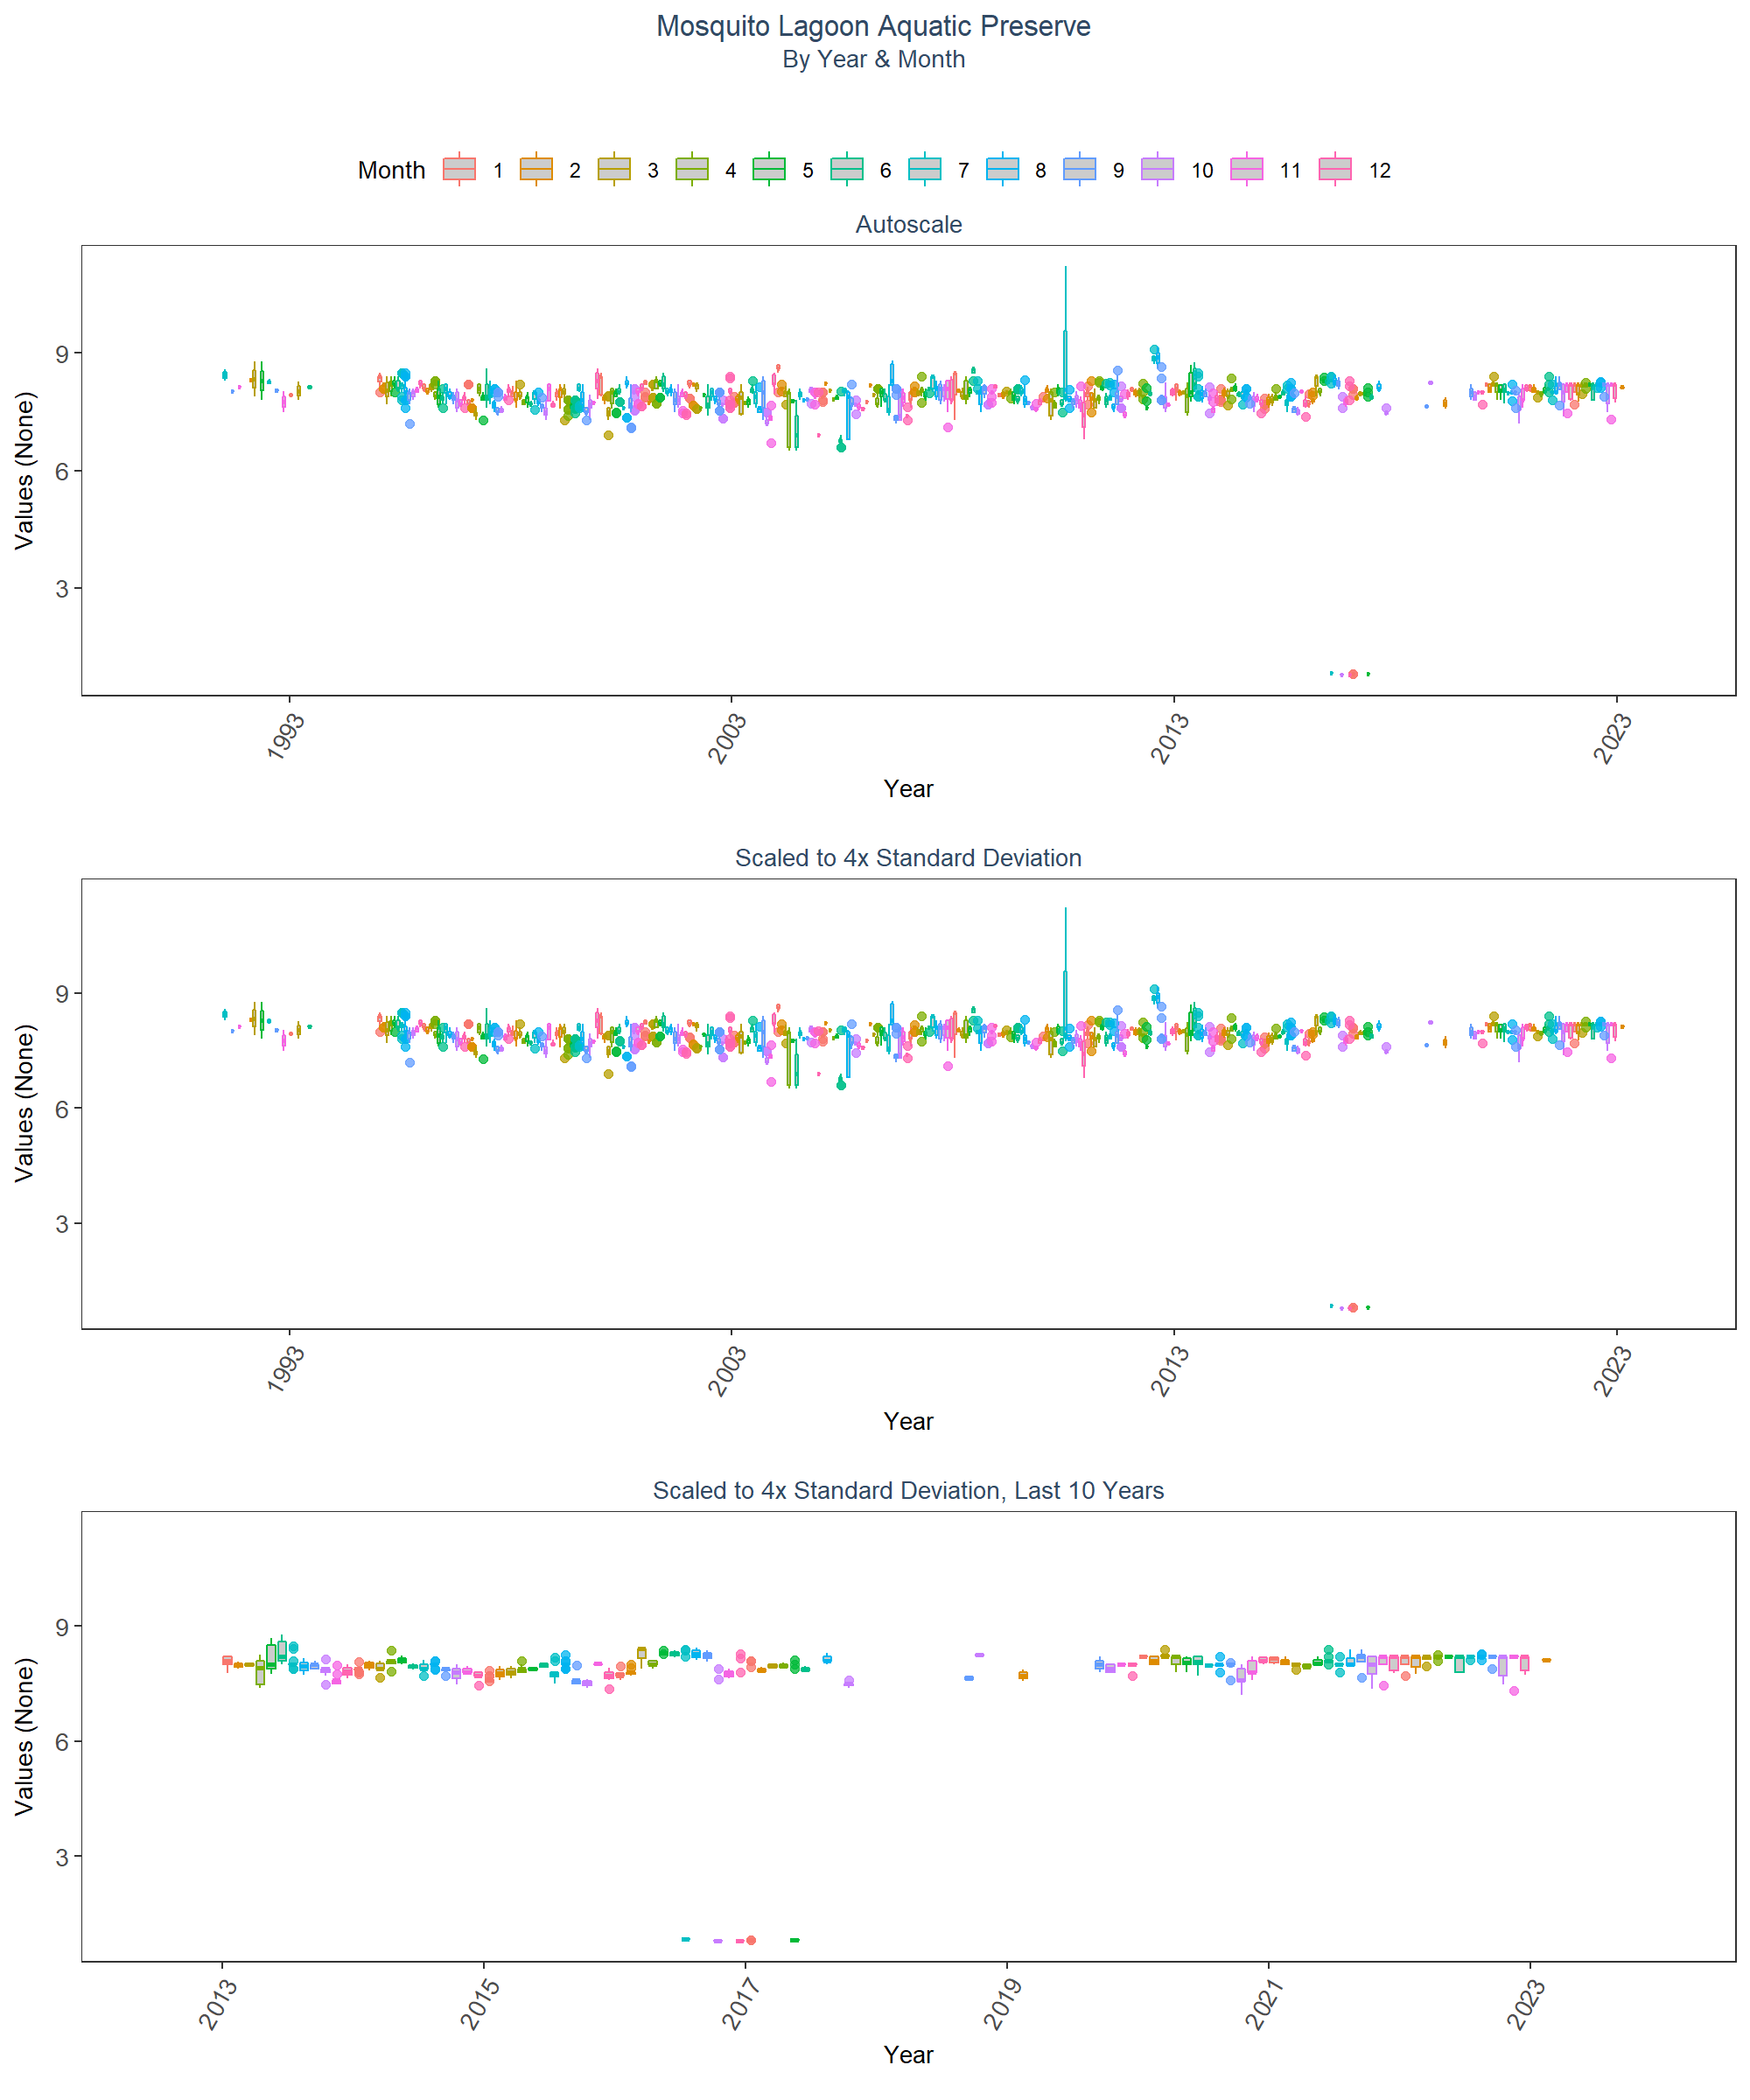 Mosquito Lagoon Aquatic Preserve
By Year & Month
Month 1 2 3 4 5 6 7 8 9 10 11 12
Autoscale
Values (None)
9
6
3
1993 2003 2013 2023
Year
Scaled to 4x Standard Deviation
Values (None)
9
6
3
1993 2003 2013 2023
Year
Scaled to 4x Standard Deviation, Last 10 Years
Values (None)
9
6
3
2013 2015 2017 2019 2021 2023
Year